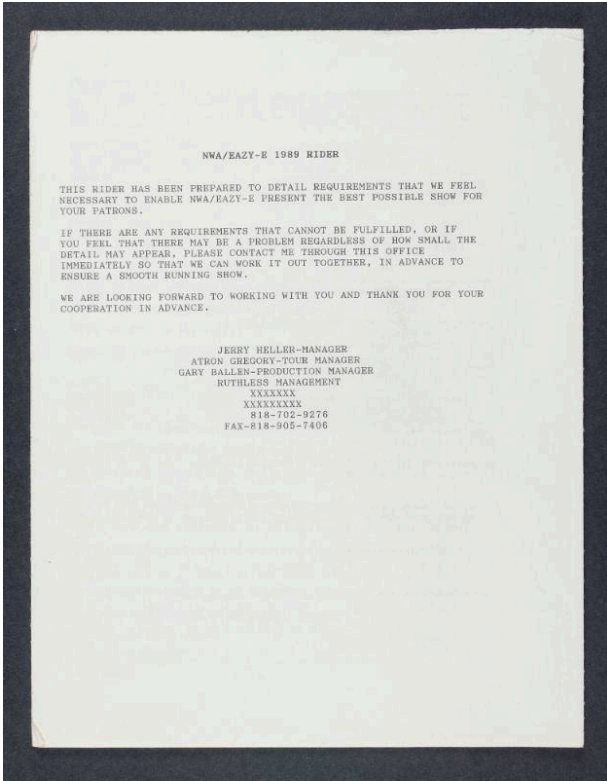 NWA/EAZY-E 1989 RIDER
THIS RIDER HAS BEEN PREPARED TO DETAIL REQUIREMENTS THAT WE FEEL
NECESSARY TO ENABLE NWA/EAZY-E PRESENT THE BEST POSSIBLE SHOW FOR
YOUR PATRONS.
IF THERE ARE ANY REQUIREMENTS THAT CANNOT BE FULFILLED, OR IF
YOU FEEL THAT THERE MAY BE A PROBLEM REGARDLESS OF HOW SMALL THE
DETAIL MAY APPEAR, PLEASE CONTACT ME THROUGH THIS OFFICE
IMMEDIATELY SO THAT WE CAN WORK IT OUT TOGETHER, IN ADVANCE TO
ENSURE A SMOOTH RUNNING SHOW.
WE ARE LOOKING FORWARD TO WORKING WITH YOU AND THANK YOU FOR YOUR
COOPERATION IN ADVANCE.
JERRY HELLER-MANAGER
ATRON GREGORY-TOUR MANAGER
GARY BALLEN-PRODUCTION MANAGER
RUTHLESS MANAGEMENT
XXXXXXX
XXXXXXXXX
818-702-9276
FAX-818-905-7406